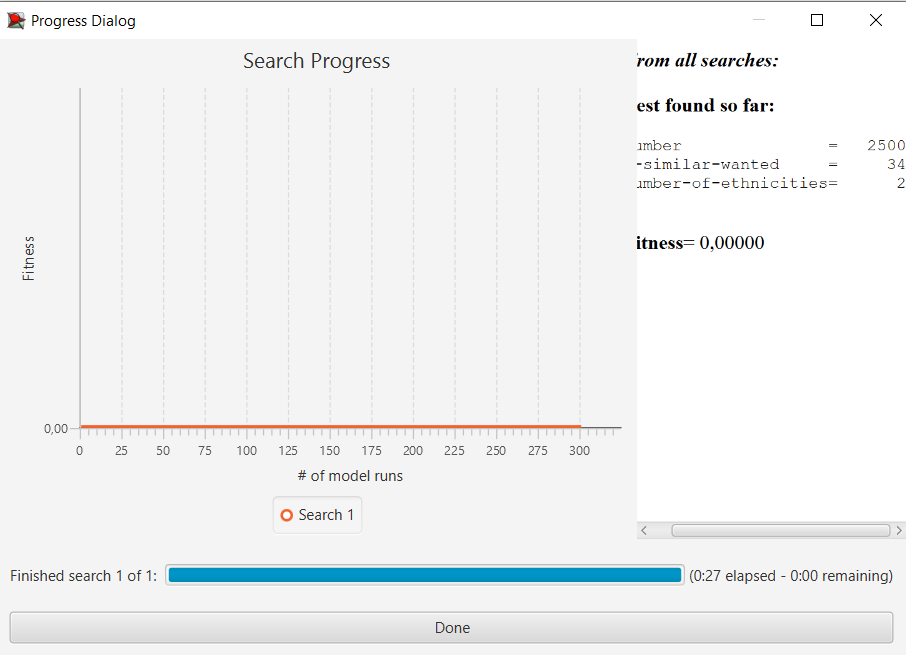 Progress Dialog
Search Progress
Fitness
0,00
0 25 50 75 100 125 150 175 200 225 250 275 300
# of model runs
Search 1
rom all searches:
est found so far:
umber = 2500
-similar-wanted = 34
umber-of-ethnicities= 2
itness= 0,00000
Finished search 1 of 1: (0:27 elapsed - 0:00 remaining)
Done